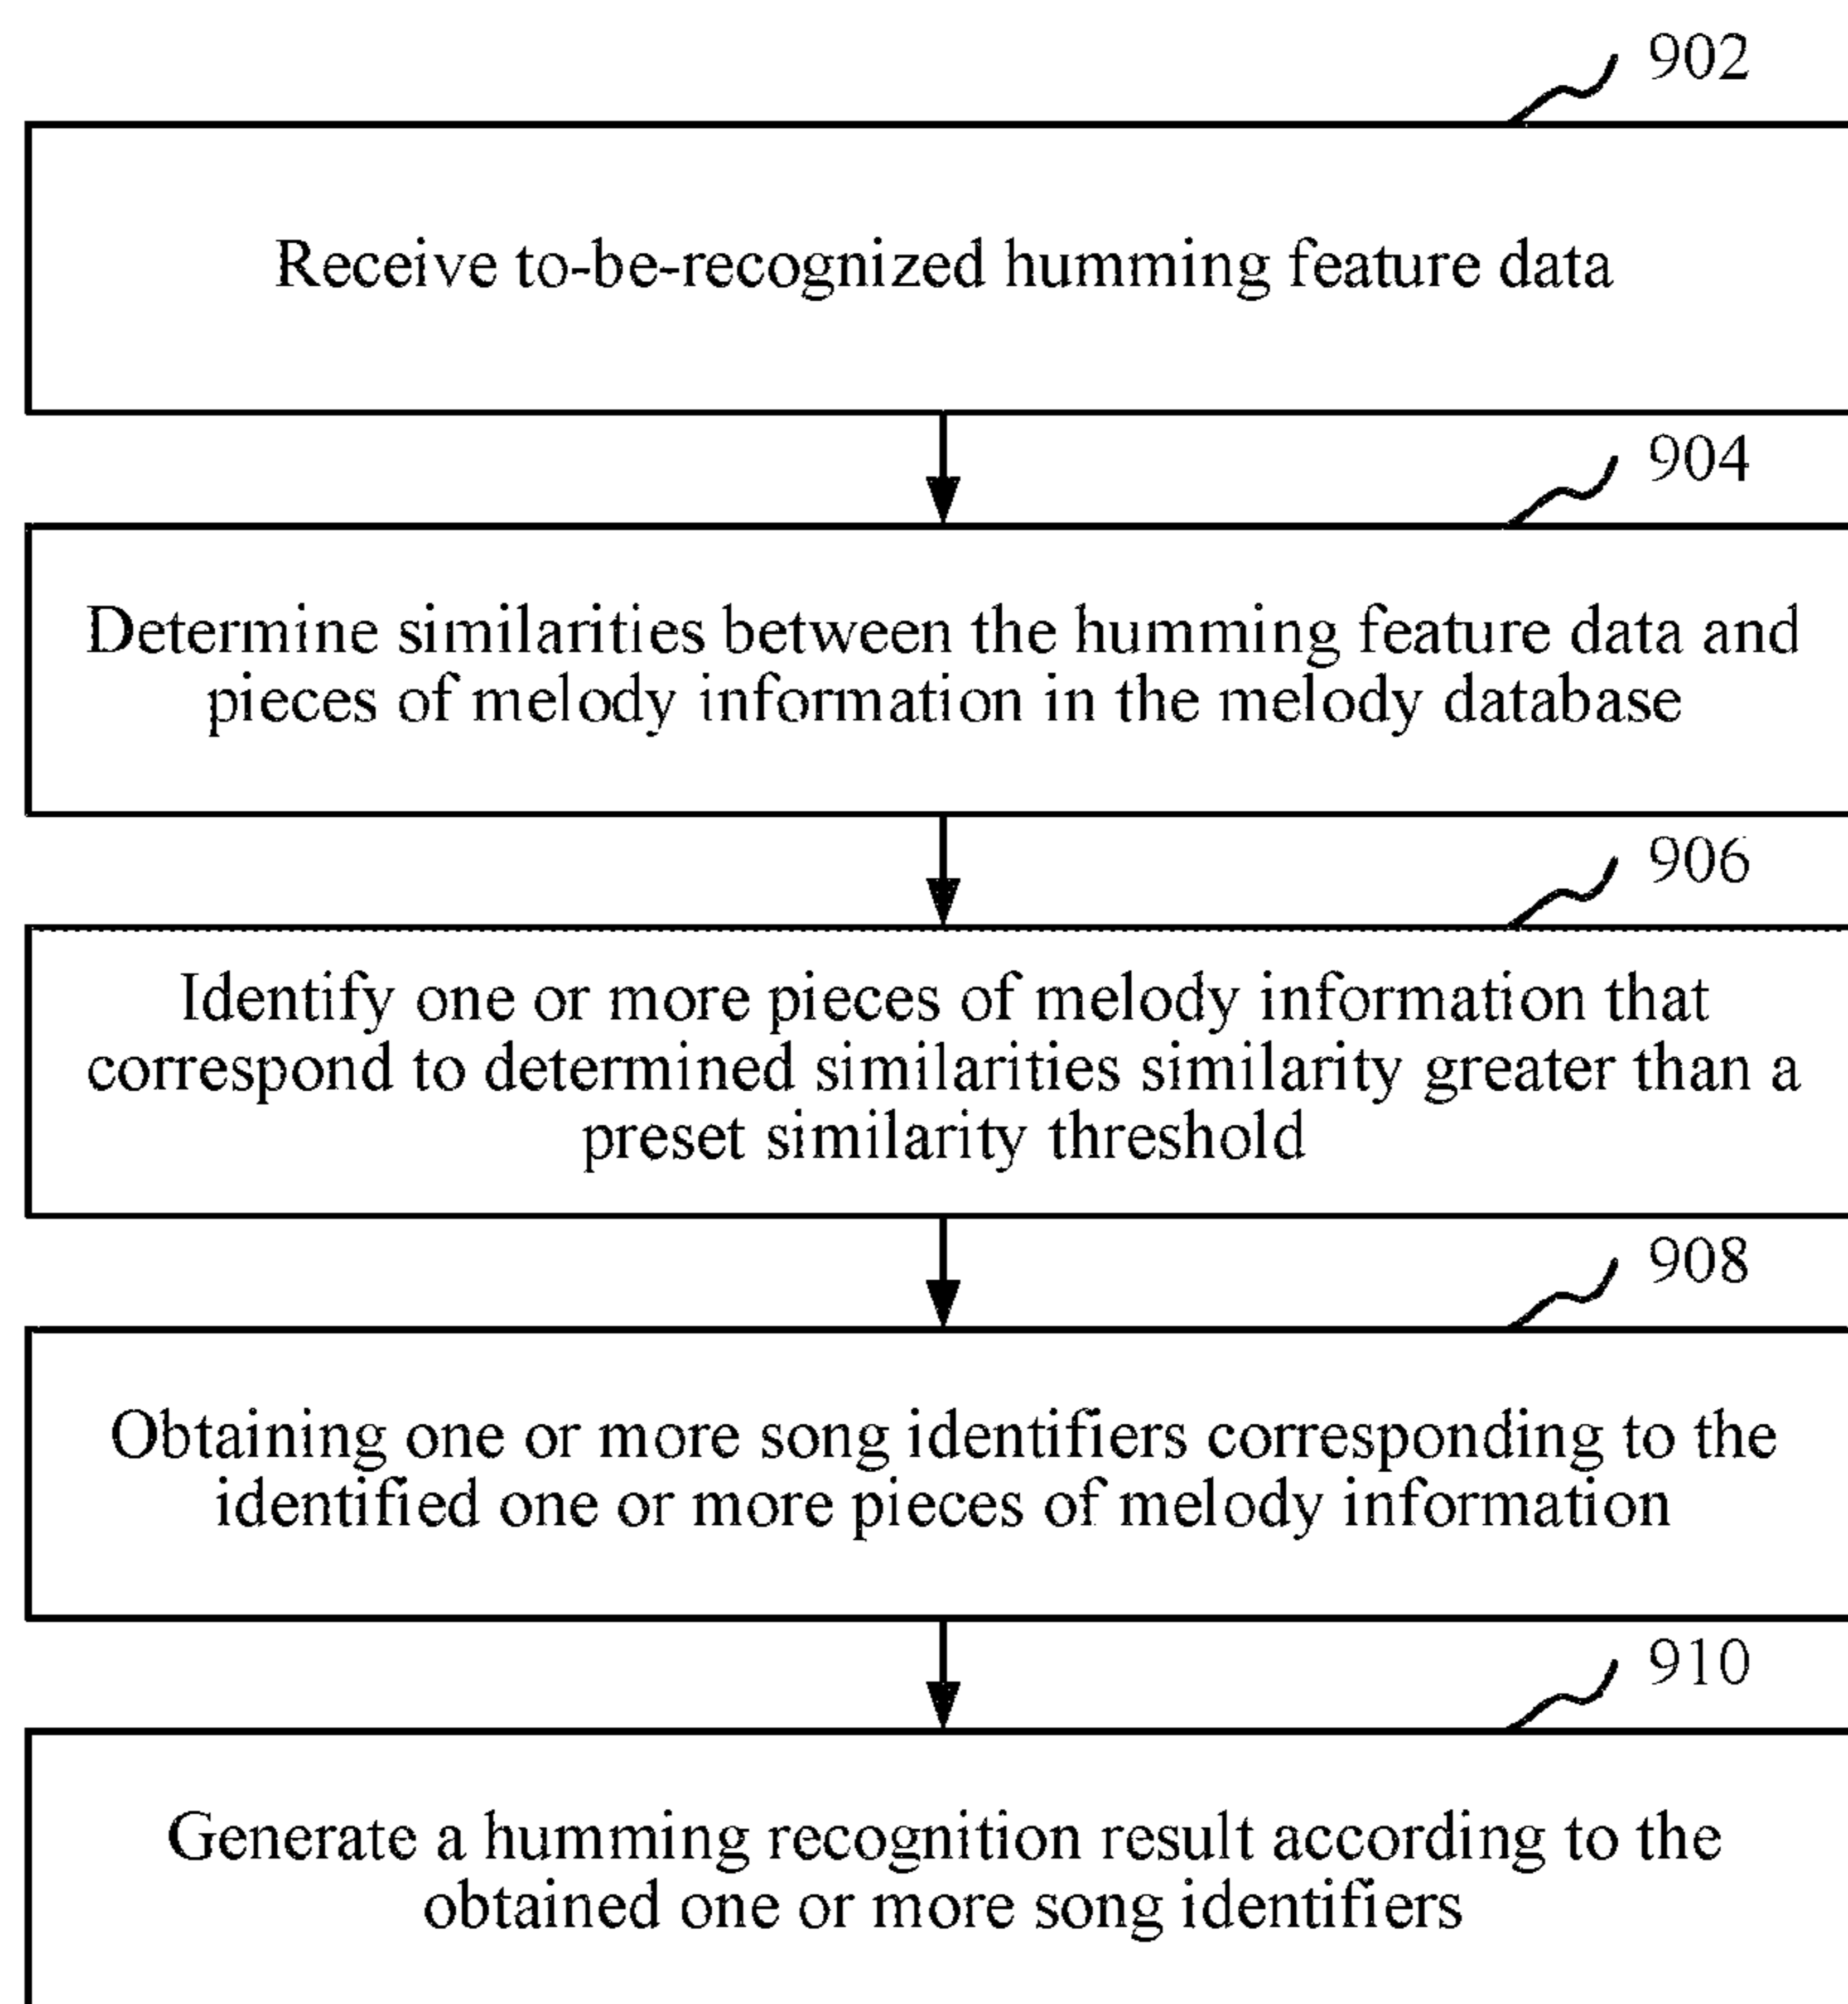 902
Receive to-be-recognized humming feature data
904
Determine similarities between the humming feature data and
pieces of melody information in the melody database
906
Identify one or more pieces of melody information that
correspond to determined similarities similarity greater than a
preset similarity threshold
908
Obtaining one or more song identifiers corresponding to the
identified one or more pieces of melody information
910
Generate a humming recognition result according to the
obtained one or more song identifiers